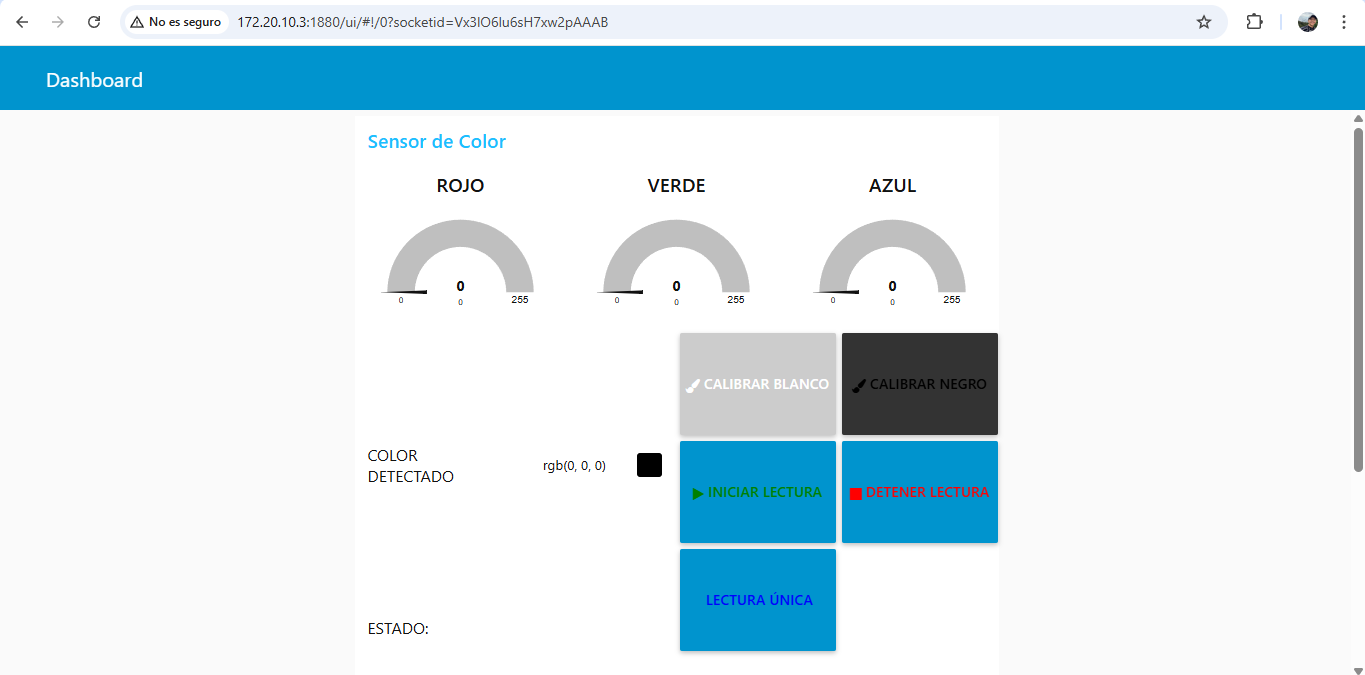 No es seguro
172.20.10.3:1880/ui/#!/0?socketid=Vx3IO6lu6sH7xw2pAAAB
Dashboard
Sensor de Color
ROJO
VERDE
AZUL
0
0
0
255
0
0
0
255
0
0
0
255
CALIBRAR BLANCO
CALIBRAR NEGRO
COLOR
DETECTADO
rgb(0, 0, 0)
INICIAR LECTURA
DETENER LECTURA
LECTURA ÚNICA
ESTADO: